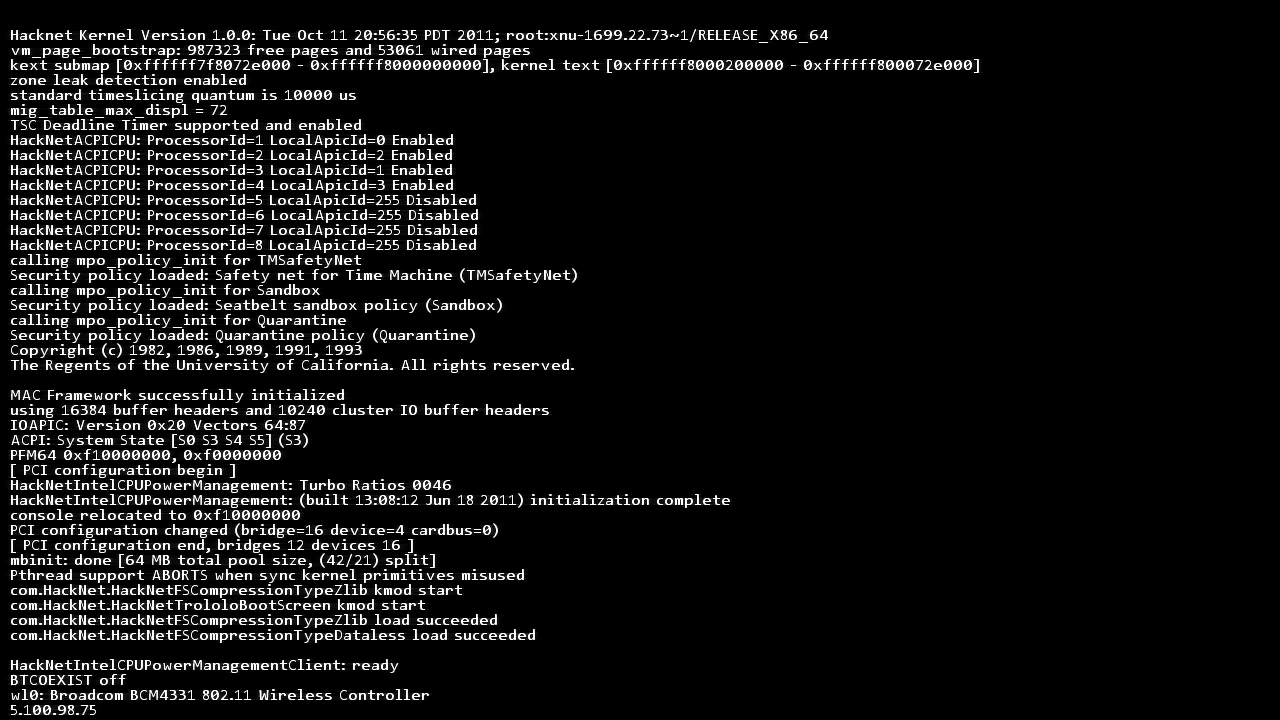 Hacknet Kernel Version 1.0.0: Tue Oct 11 20:56:35 PDT 2011; root:xnu-1699.22.73~1/RELEASE_X86_64
vm_page_bootstrap: 987323 free pages and 53061 wired pages
kext submap [0xffffff7f8072e000 - 0xffffff8000000000], kernel text [0xffffff8000200000 - 0xffffff800072e000]
zone leak detection enabled
standard timeslicing quantum is 10000 us
mig_table_max_displ = 72
TSC Deadline Timer supported and enabled
HackNetACPICPU: ProcessorId=1 LocalApicId=0 Enabled
HackNetACPICPU: ProcessorId=2 LocalApicId=2 Enabled
HackNetACPICPU: ProcessorId=3 LocalApicId=1 Enabled
HackNetACPICPU: ProcessorId=4 LocalApicId=3 Enabled
HackNetACPICPU: ProcessorId=5 LocalApicId=255 Disabled
HackNetACPICPU: ProcessorId=6 LocalApicId=255 Disabled
HackNetACPICPU: ProcessorId=7 LocalApicId=255 Disabled
HackNetACPICPU: ProcessorId=8 LocalApicId=255 Disabled
calling mpo_policy_init for TMSafetyNet
Security policy loaded: Safety net for Time Machine (TMSafetyNet)
calling mpo_policy_init for Sandbox
Security policy loaded: Seatbelt sandbox policy (Sandbox)
calling mpo_policy_init for Quarantine
Security policy loaded: Quarantine policy (Quarantine)
Copyright (c) 1982, 1986, 1989, 1991, 1993
The Regents of the University of California. All rights reserved.
MAC Framework successfully initialized
using 16384 buffer headers and 10240 cluster IO buffer headers
IOAPIC: Version 0x20 Vectors 64:87
ACPI: System State [S0 S3 S4 S5] (S3)
PFM64 0xf10000000, 0xf0000000
[ PCI configuration begin ]
HackNetIntelCPUPowerManagement: Turbo Ratios 0046
HackNetIntelCPUPowerManagement: (built 13:08:12 Jun 18 2011) initialization complete
console relocated to 0xf10000000
PCI configuration changed (bridge=16 device=4 cardbus=0)
[ PCI configuration end, bridges 12 devices 16 ]
mbinit: done [64 MB total pool size, (42/21) split]
Pthread support ABORTS when sync kernel primitives misused
com.HackNet.HackNetFSCompressionTypeZlib kmod start
com.HackNet.HackNetTrololoBootScreen kmod start
com.HackNet.HackNetFSCompressionTypeZlib load succeeded
com.HackNet.HackNetFSCompressionTypeDataless load succeeded
HackNetIntelCPUPowerManagementClient: ready
BTCOEXIST off
wl0: Broadcom BCM4331 802.11 Wireless Controller
5.100.98.75